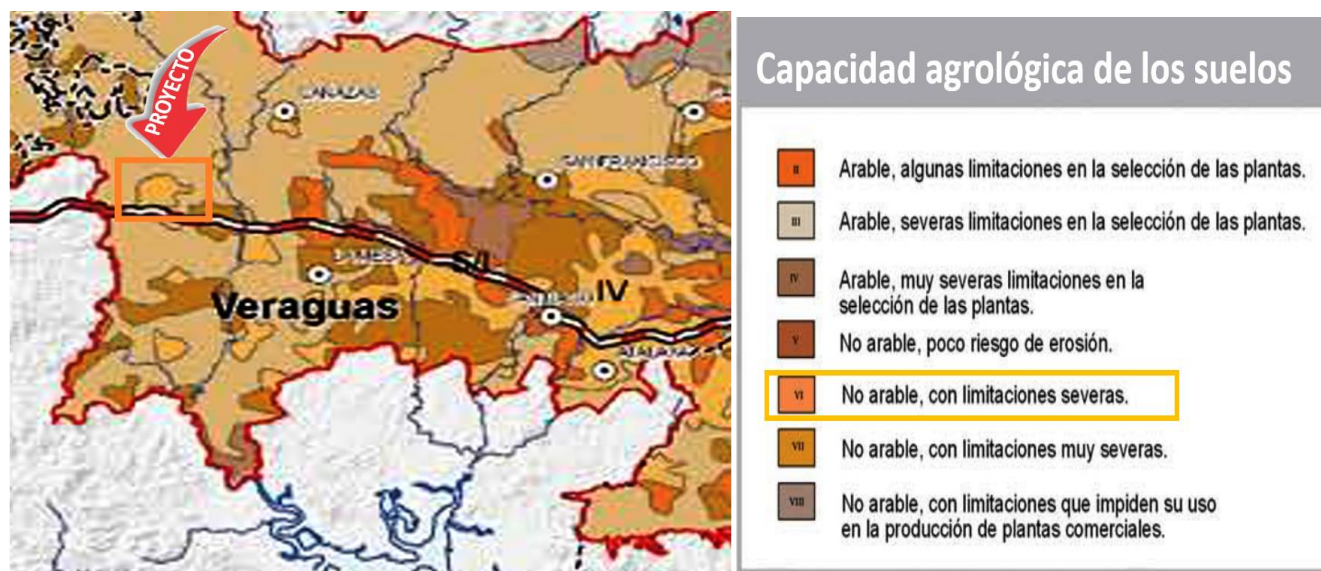 PROYECTO
CAÑAZAS
SAN FRANCISCO
Veraguas
IV
Capacidad agrológica de los suelos
II
Arable, algunas limitaciones en la selección de las plantas.
III
Arable, severas limitaciones en la selección de las plantas.
IV
Arable, muy severas limitaciones en la
selección de las plantas.
V
No arable, poco riesgo de erosión.
VI
No arable, con limitaciones severas.
VII
No arable, con limitaciones muy severas.
VIII
No arable, con limitaciones que impiden su uso
en la producción de plantas comerciales.